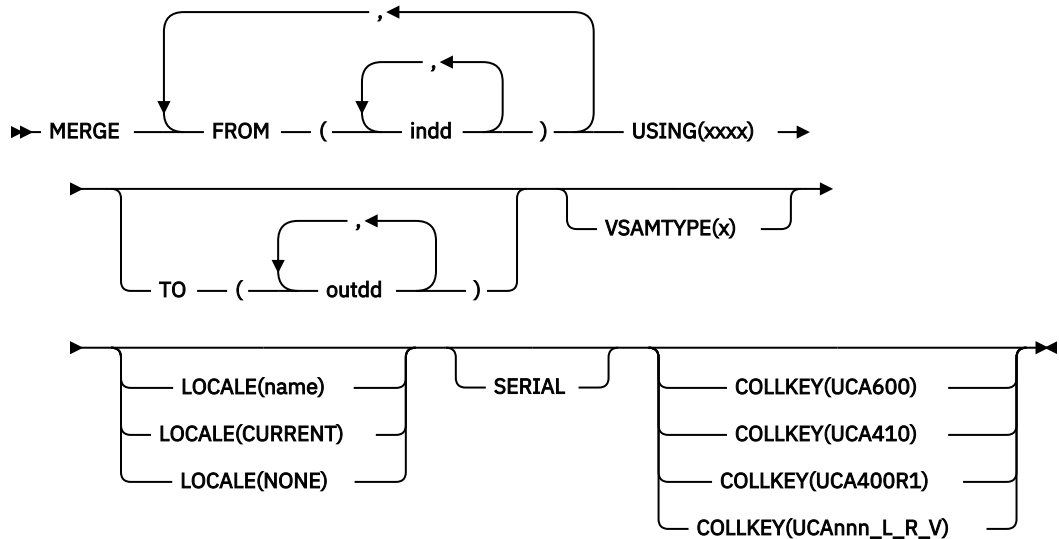 ,
,
MERGE FROM ( indd ) USING(xxxx)
VSAMTYPE(x)
,
TO ( outdd )
LOCALE(name) SERIAL COLLKEY(UCA600)
LOCALE(CURRENT) COLLKEY(UCA410)
LOCALE(NONE) COLLKEY(UCA400R1)
COLLKEY(UCAnnn_L_R_V)